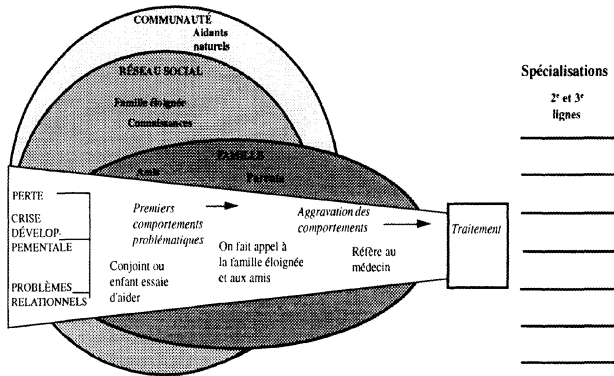 COMMUNAUTÉ
Aidants
naturels
RÉSEAU SOCIAL
Famille éloignée
Connaissances
FAMILLE
Amis
Parents
PERTE
CRISE
DÉVELOP-
PEMENTALE
PROBLÈMES
RELATIONNELS
Premiers
comportements
problématiques
Conjoint ou
enfant essaie
d'aider
On fait appel à
la famille éloignée
et aux amis
Aggravation des
comportements
Réfère au
médecin
Traitement
Spécialisations
2e et 3e
lignes